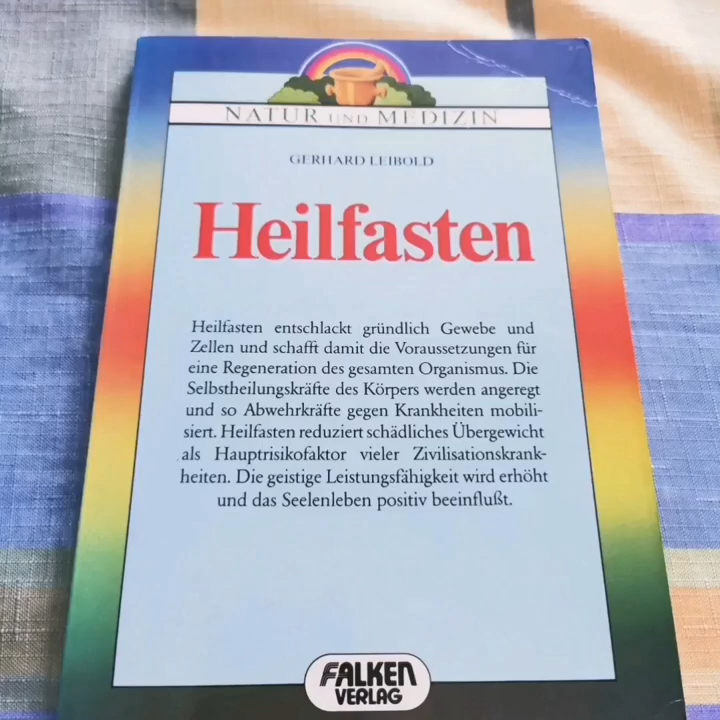 NATUR UND MEDIZIN
GERHARD LEIBOLD
Heilfasten
Heilfasten entschlackt gründlich Gewebe und
Zellen und schafft damit die Voraussetzungen für
eine Regeneration des gesamten Organismus. Die
Selbstheilungskräfte des Körpers werden angeregt
und so Abwehrkräfte gegen Krankheiten mobili-
siert. Heilfasten reduziert schädliches Übergewicht
als Hauptrisikofaktor vieler Zivilisationskrank-
heiten. Die geistige Leistungsfähigkeit wird erhöht
und das Seelenleben positiv beeinflußt.
FALKEN
VERLAG